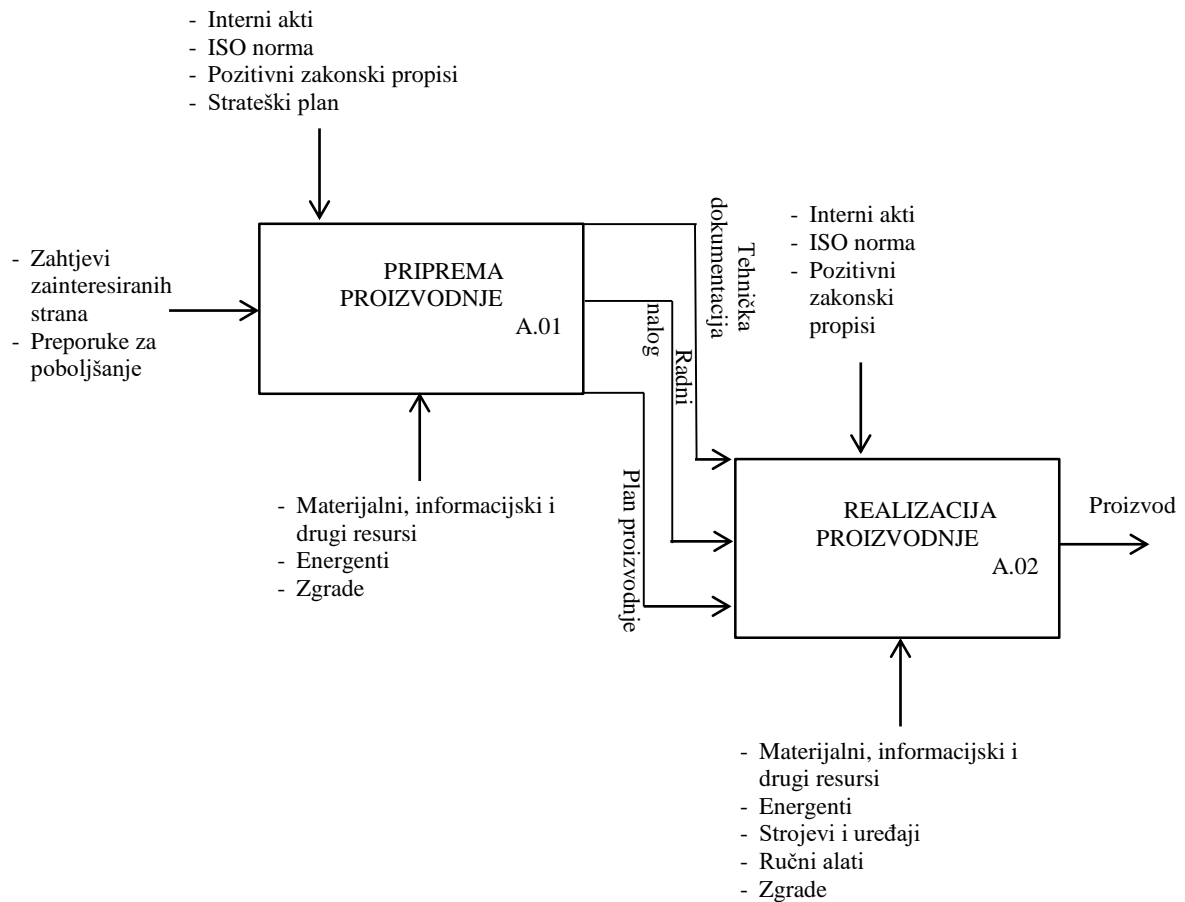 - Interni akti
- ISO norma
- Pozitivni zakonski propisi
- Strateški plan
- Zahtjevi
zainteresiranih
strana
- Preporuke za
poboljšanje
PRIPREMA
PROIZVODNJE
A.01
- Materijalni, informacijski i
drugi resursi
- Energenti
- Zgrade
Tehnička
dokumentacija
Radni
nalog
Plan proizvodnje
- Interni akti
- ISO norma
- Pozitivni
zakonski
propisi
REALIZACIJA
PROIZVODNJE
A.02
Proizvod
- Materijalni, informacijski i
drugi resursi
- Energenti
- Strojevi i uređaji
- Ručni alati
- Zgrade